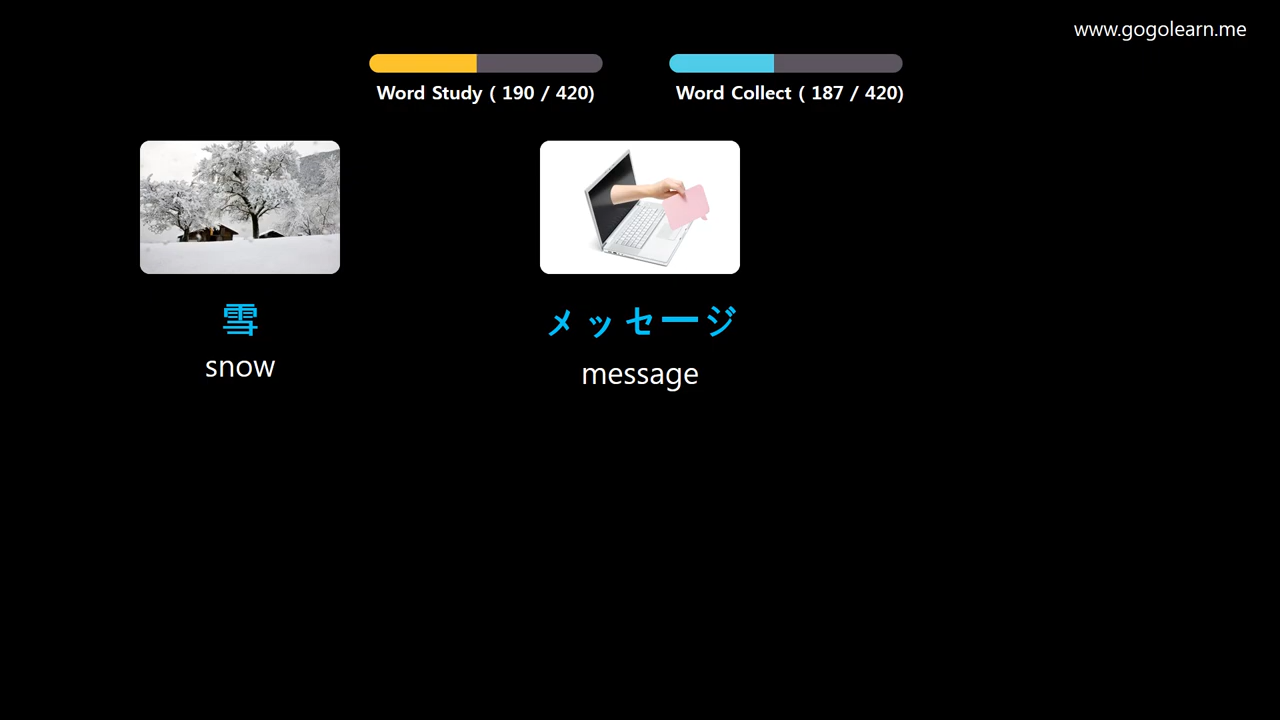 www.gogolearn.me
Word Study ( 190 / 420)
Word Collect ( 187 / 420)
雪
snow
メッセージ
message